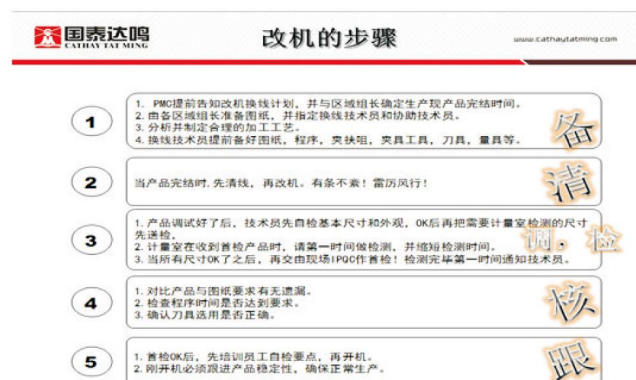 国泰达鸣
CATHAY TAT MING
改机的步骤
www.cathaytatming.com
1
1. PMC提前告知改机换线计划，并与区域组长确定生产现产品完结时间。
2. 由各区域组长准备图纸，并指定换线技术员和协助技术员。
3. 分析并制定合理的加工工艺。
4. 换线技术员提前备好图纸，程序，夹扶咀，夹具工具，刀具，量具等。
备
2
当产品完结时.先清线，再改机。有条不紊！雷厉风行！
清
3
1. 产品调试好了后，技术员先自检基本尺寸和外观，OK后再把需要计量室检测的尺寸
先送检，
2. 计量室在收到首检产品时，请第一时间做检测，并缩短检测时间。
3. 当所有尺寸OK了之后，再交由现场IPQC作首检！检测完毕第一时间通知技术员。
调．检
4
1. 对比产品与图纸要求有无遗漏。
2. 检查程序时间是否达到要求。
3. 确认刀具选用是否正确。
核
5
1. 首检OK后，先培训员工自检要点，再开机。
2. 刚开机必须跟进产品稳定性，确保正常生产。
跟